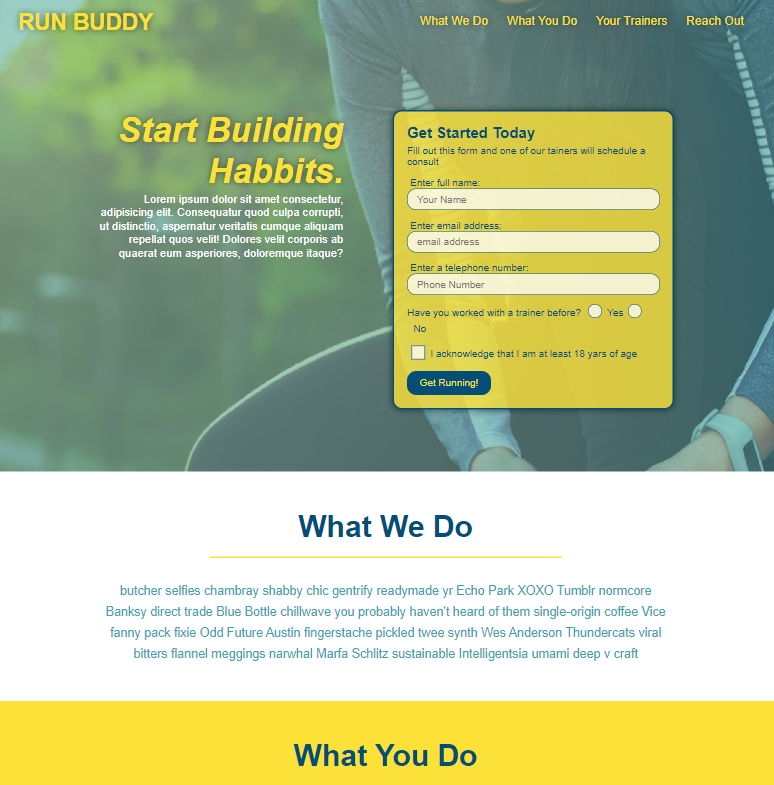 RUN BUDDY
What We Do What You Do Your Trainers Reach Out
Start Building
Habbits.
Lorem ipsum dolor sit amet consectetur,
adipisicing elit. Consequatur quod culpa corrupti,
ut distinctio, aspernatur veritatis cumque aliquam
repellat quos velit! Dolores velit corporis ab
quaerat eum asperiores, doloremque itaque?
Get Started Today
Fill out this form and one of our tainers will schedule a
consult
Enter full name:
Your Name
Enter email address:
email address
Enter a telephone number:
Phone Number
Have you worked with a trainer before? Yes
No
I acknowledge that I am at least 18 yars of age
Get Running!
What We Do
butcher selfies chambray shabby chic gentrify readymade yr Echo Park XOXO Tumblr normcore
Banksy direct trade Blue Bottle chillwave you probably haven't heard of them single-origin coffee Vice
fanny pack fixie Odd Future Austin fingerstache pickled twee synth Wes Anderson Thundercats viral
bitters flannel meggings narwhal Marfa Schlitz sustainable Intelligentsia umami deep v craft
What You Do